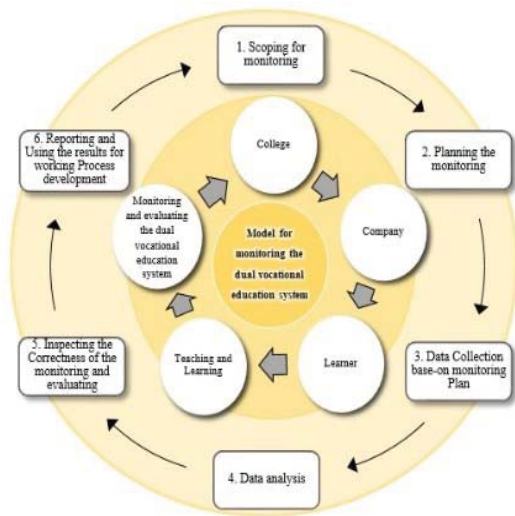 1. Scoping for
monitoring
2. Planning the
monitoring
3. Data Collection
base-on monitoring
Plan
4. Data analysis
5. Inspecting the
Correctness of the
monitoring and
evaluating
6. Reporting and
Using the results for
working Process
development
College
Company
Learner
Teaching and
Learning
Monitoring
and evaluating
the dual
vocational
education
system
Model for
monitoring the
dual vocational
education system